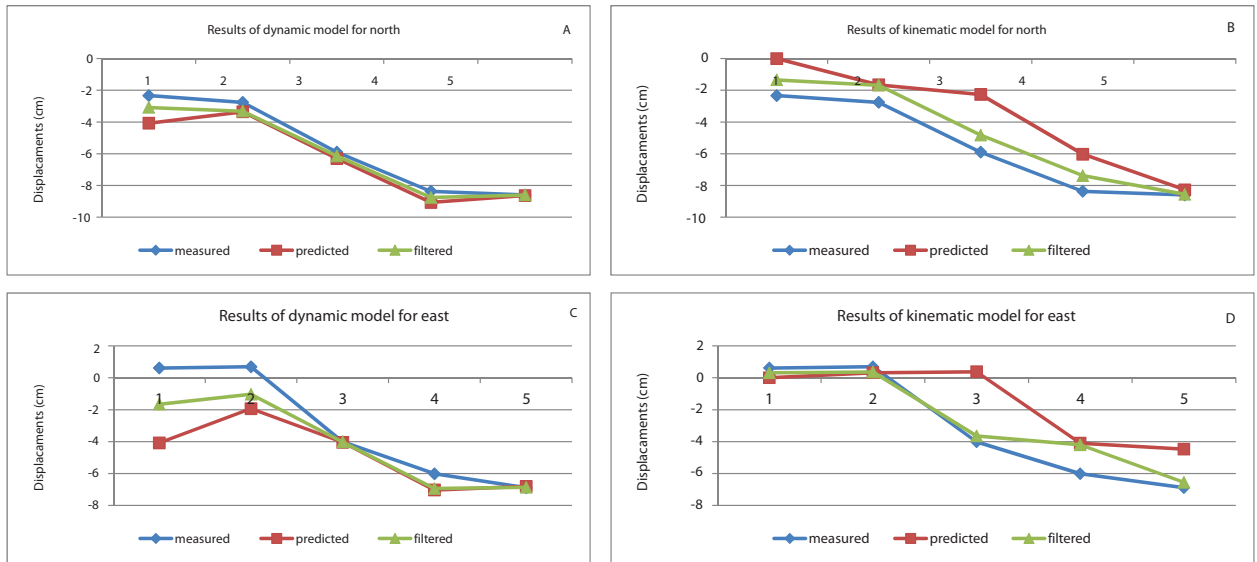 Results of dynamic model for north
A
0
-2
-4
-6
-8
-10
1 2 3 4 5
Displacaments (cm)
measured predicted filtered
Results of kinematic model for north
B
0
-2
-4
-6
-8
-10
1 2 3 4 5
Displacaments (cm)
measured predicted filtered
Results of dynamic model for east
C
2
0
-2
-4
-6
-8
1 2 3 4 5
Displacaments (cm)
measured predicted filtered
Results of kinematic model for east
D
2
0
-2
-4
-6
-8
1 2 3 4 5
Displacaments (cm)
measured predicted filtered